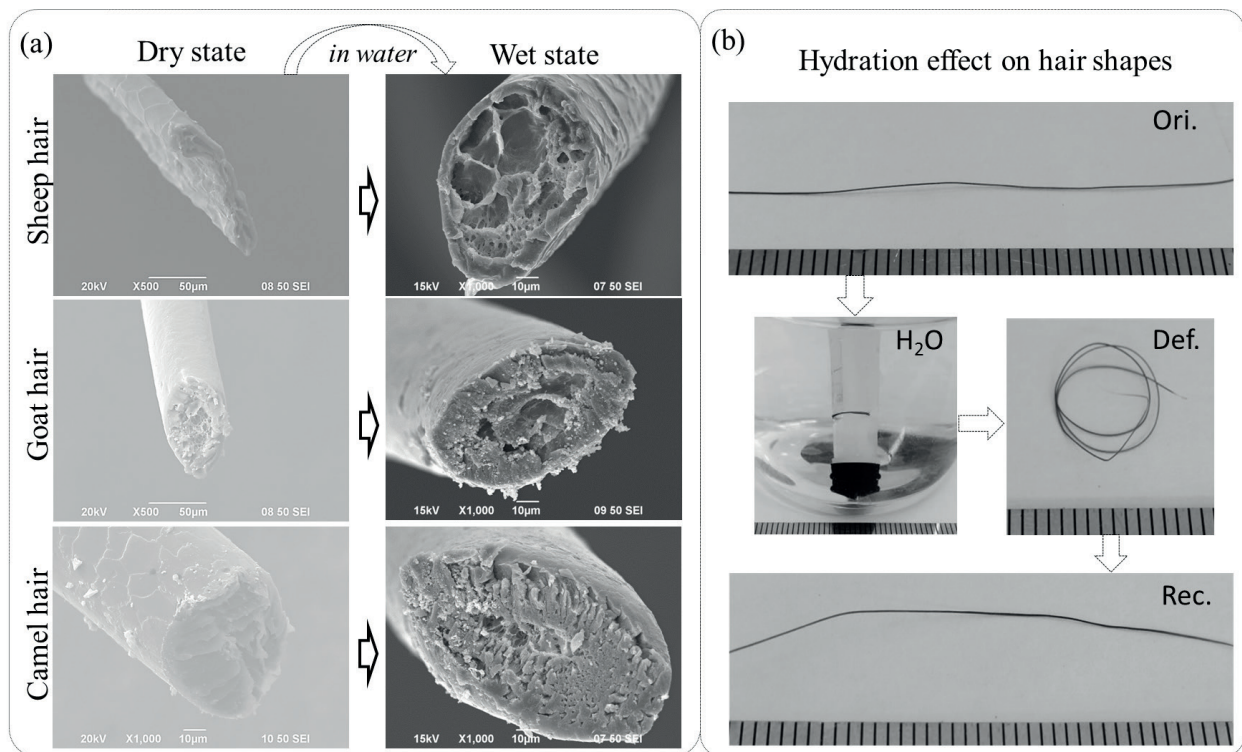 (a)
Dry state
in water
Wet state
Sheep hair
20kV X500 50µm 08 50 SEI
15kV X1,000 10µm 07 50 SEI
Goat hair
20kV X500 50µm 08 50 SEI
15kV X1,000 10µm 09 50 SEI
Camel hair
20kV X1,000 10µm 10 50 SEI
15kV X1,000 10µm 07 50 SEI
(b)
Hydration effect on hair shapes
Ori.
H₂O
Def.
Rec.